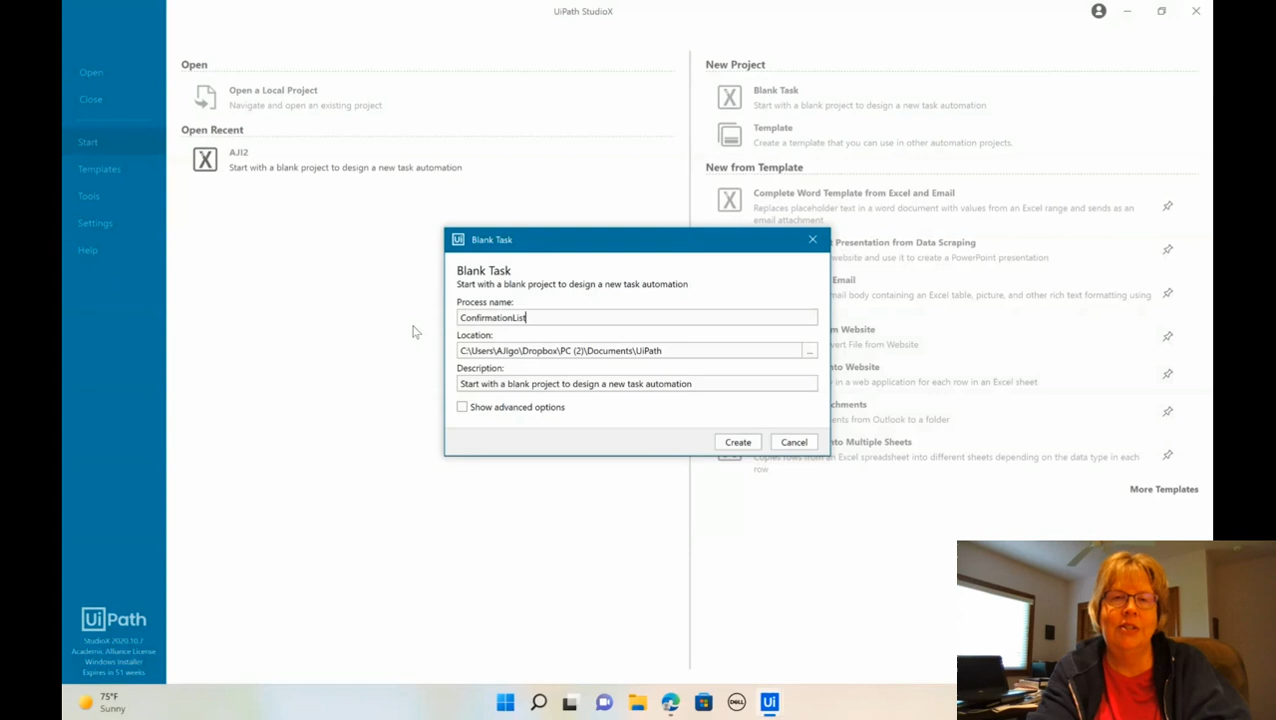 UiPath StudioX
Open
Close
Start
Templates
Tools
Settings
Help
UiPath
StudioX 2020.10.7
Academic Alliance License
Windows Installer
Expires in 51 weeks
Open
Open a Local Project
Navigate and open an existing project
Open Recent
AJI2
Start with a blank project to design a new task automation
New Project
Blank Task
Start with a blank project to design a new task automation
Template
Create a template that you can use in other automation projects.
New from Template
Complete Word Template from Excel and Email
Replaces placeholder text in a word document with values from an Excel range and sends as an
email attachment
t Presentation from Data Scraping
website and use it to create a PowerPoint presentation
Email
mail body containing an Excel table, picture, and other rich text formatting using
m Website
vert File from Website
nto Website
in a web application for each row in an Excel sheet
chments
ents from Outlook to a folder
nto Multiple Sheets
Copies rows from an Excel spreadsheet into different sheets depending on the data type in each
row
More Templates
Ui Blank Task
Blank Task
Start with a blank project to design a new task automation
Process name:
ConfirmationList
Location:
C:\Users\AJIgo\Dropbox\PC (2)\Documents\UiPath
...
Description:
Start with a blank project to design a new task automation
Show advanced options
Create
Cancel
75°F
Sunny
DELL
Ui